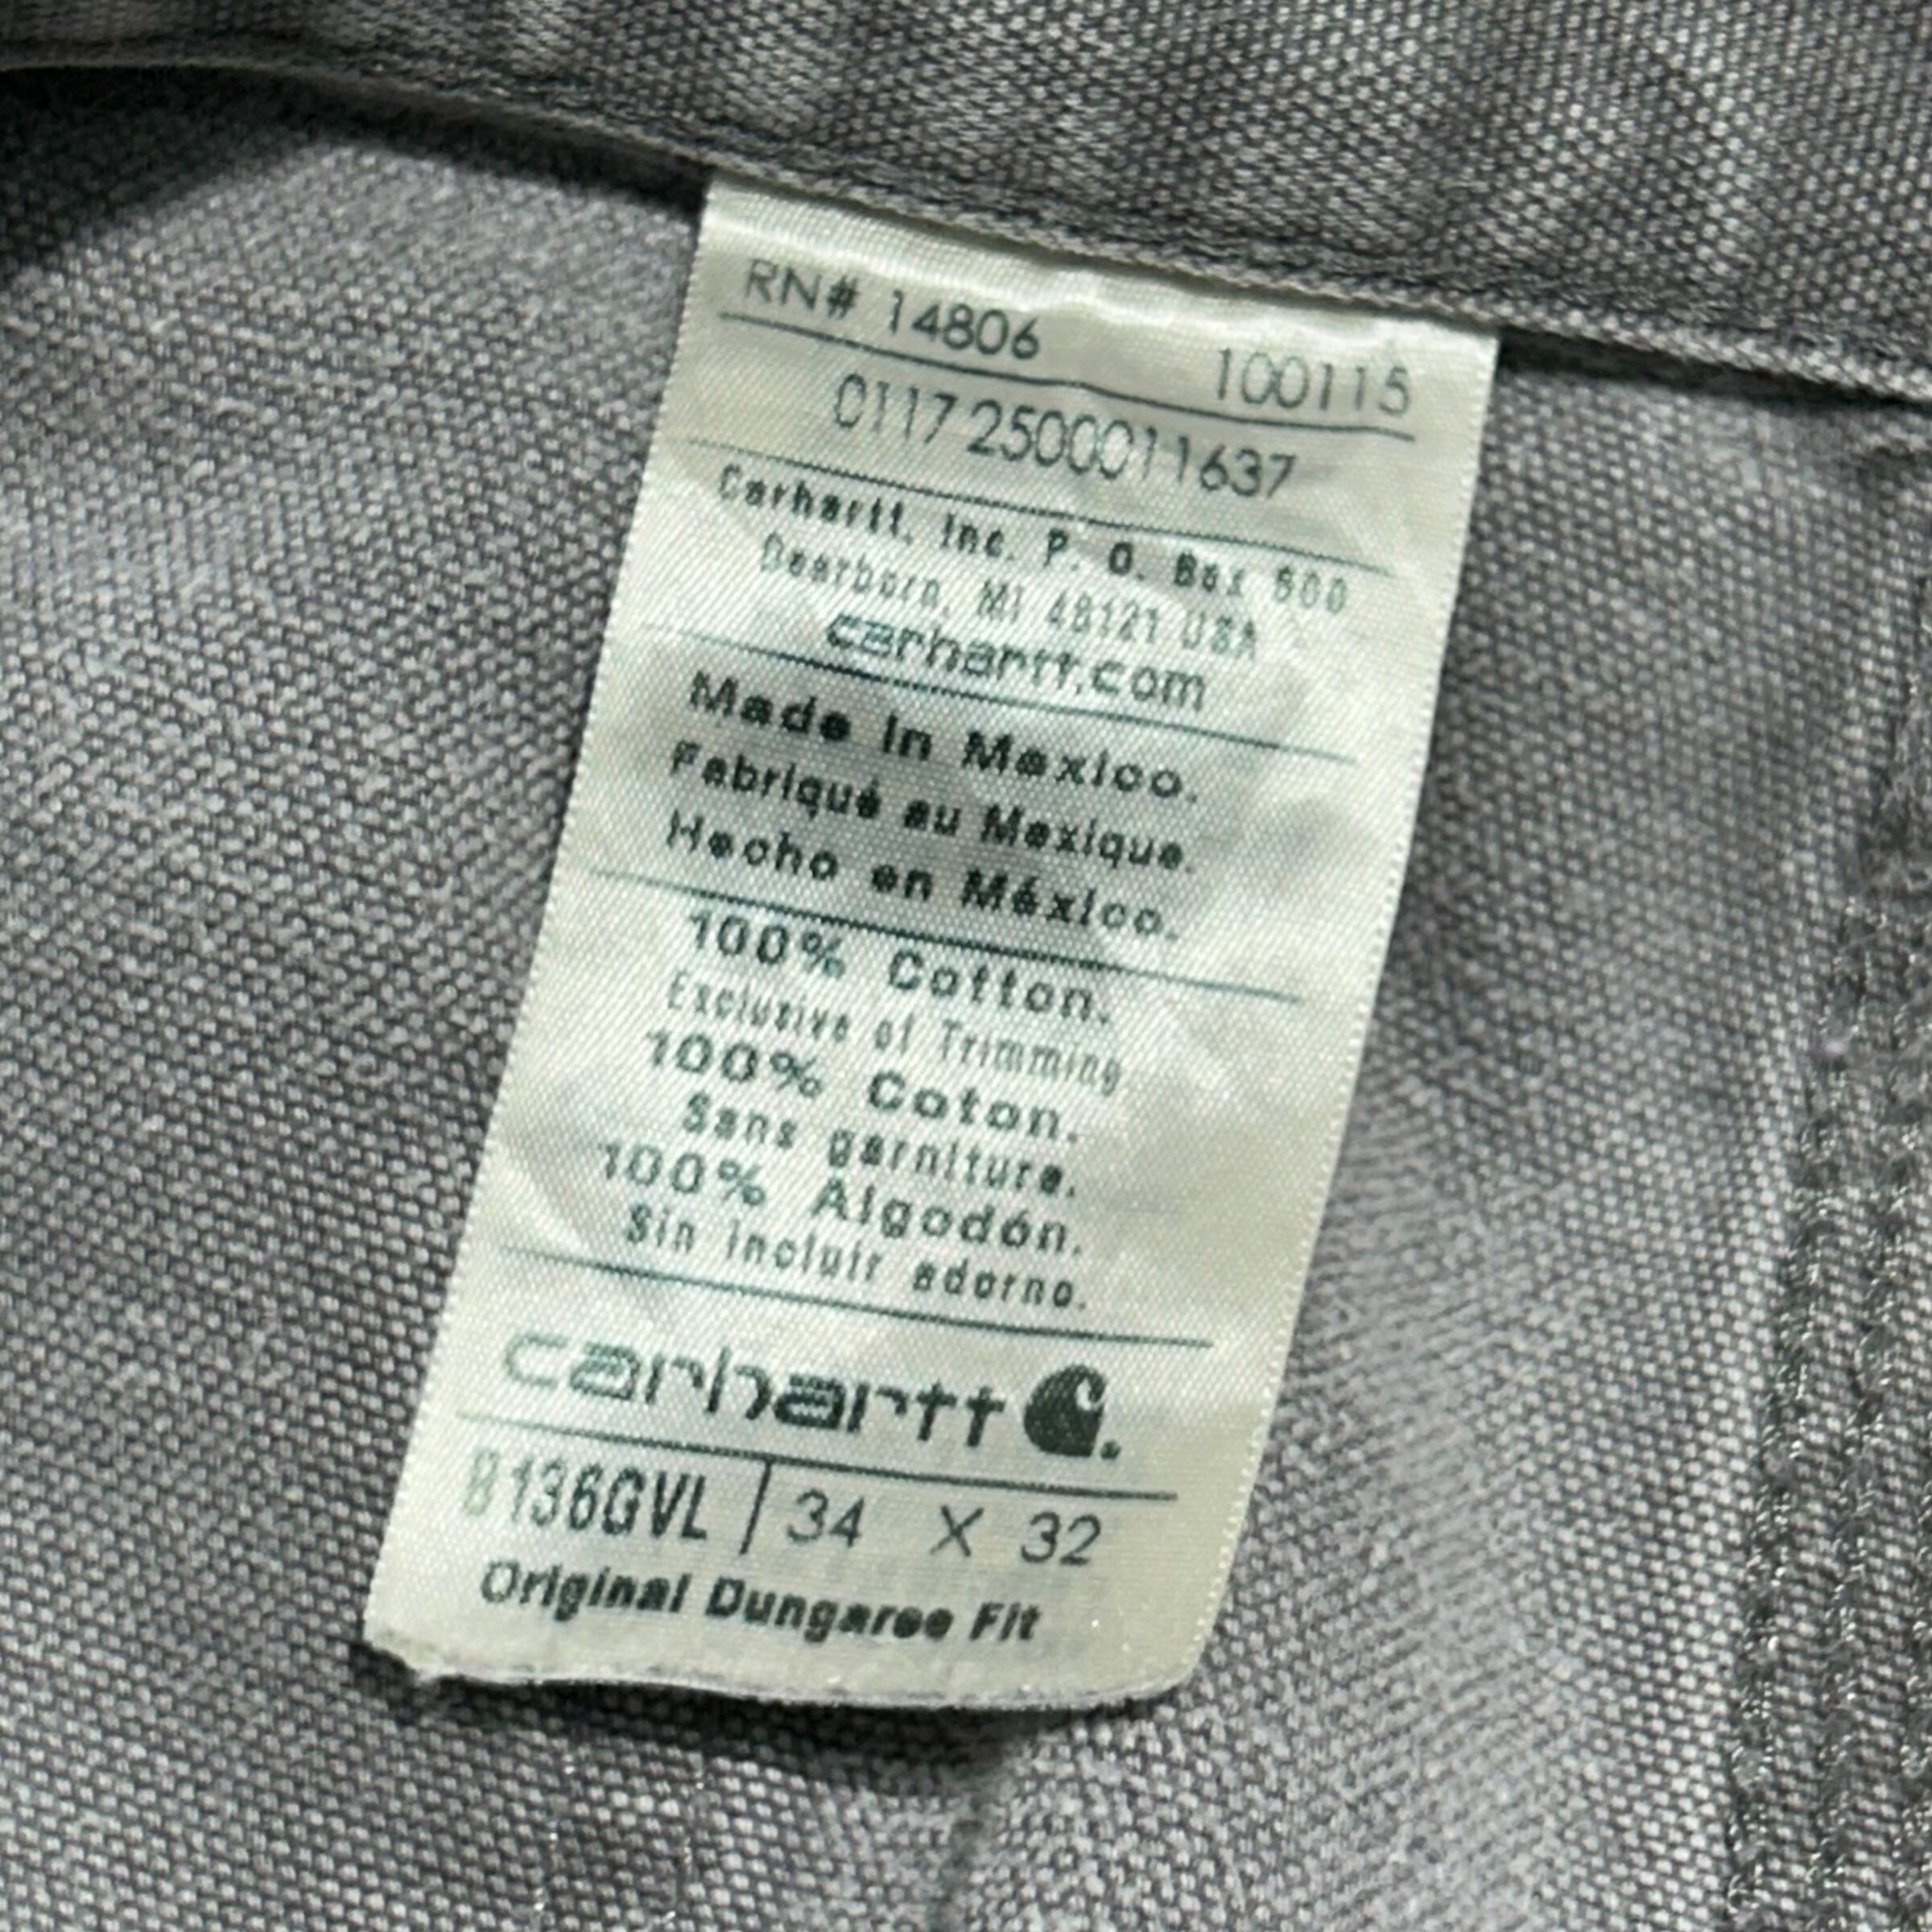 RN# 14806 100115
0117 2500011637
Carhartt, Inc. P. O. Box 600
Dearborn, MI 48121 USA
carhartt.com
Made in Mexico.
Fabriqué au Mexique.
Hecho en México.
100% Cotton.
Exclusive of Trimming
100% Coton.
Sans garniture.
100% Algodón.
Sin incluir adorno.
carhartt
B136GVL | 34 X 32
Original Dungaree Fit